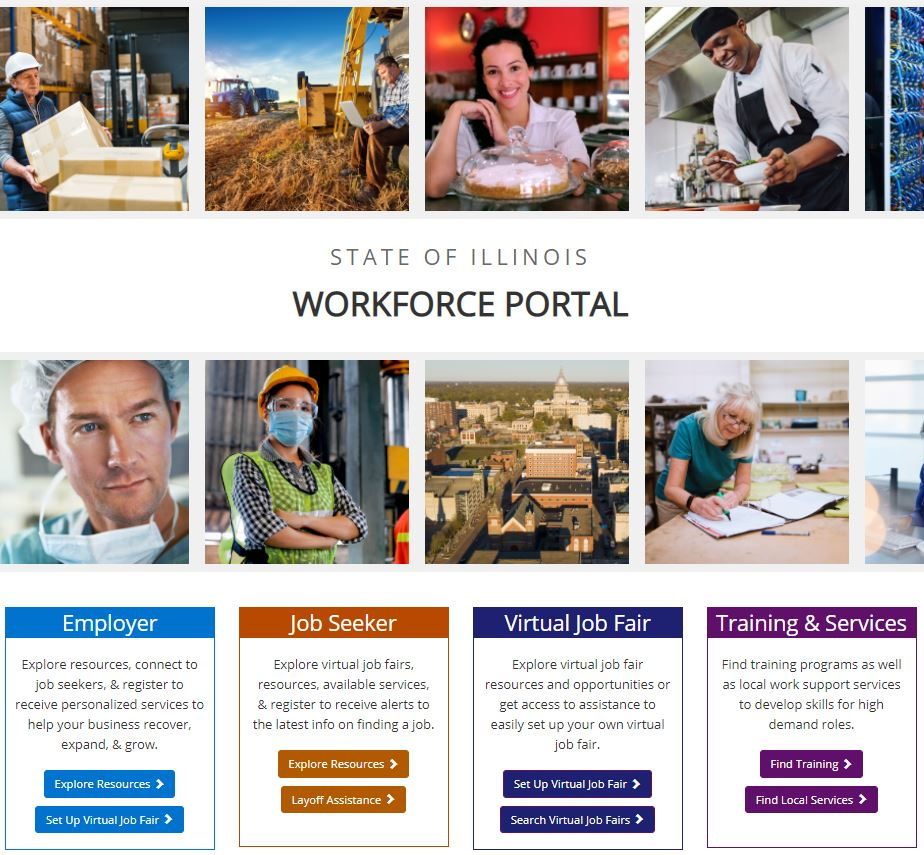 STATE OF ILLINOIS
WORKFORCE PORTAL
Employer
Explore resources, connect to
job seekers, & register to
receive personalized services to
help your business recover,
expand, & grow.
Explore Resources
Set Up Virtual Job Fair
Job Seeker
Explore virtual job fairs,
resources, available services,
& register to receive alerts to
the latest info on finding a job.
Explore Resources
Layoff Assistance
Virtual Job Fair
Explore virtual job fair
resources and opportunities or
get access to assistance to
easily set up your own virtual
job fair.
Set Up Virtual Job Fair
Search Virtual Job Fairs
Training & Services
Find training programs as well
as local work support services
to develop skills for high
demand roles.
Find Training
Find Local Services